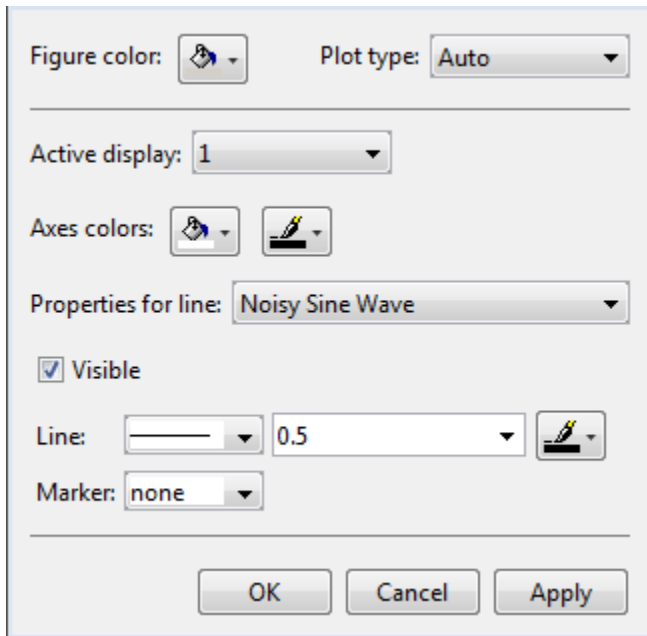 Figure color: Plot type: Auto
Active display: 1
Axes colors:
Properties for line: Noisy Sine Wave
Visible
Line: 0.5
Marker: none
OK Cancel Apply